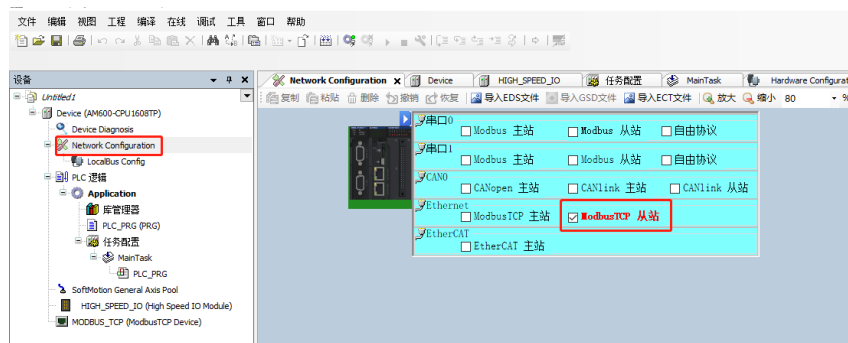 文件 编辑 视图 工程 编译 在线 调试 工具 窗口 帮助
设备
Network Configuration
Device
HIGH_SPEED_IO
任务配置
MainTask
Hardware Configurat
复制 粘贴 删除 撤销 恢复 导入EDS文件 导入GSD文件 导入ECT文件 放大 缩小 80 %
Untitled1
Device (AM600-CPU1608TP)
Device Diagnosis
Network Configuration
LocalBus Config
PLC 逻辑
Application
库管理器
PLC_PRG (PRG)
任务配置
MainTask
PLC_PRG
SoftMotion General Axis Pool
HIGH_SPEED_IO (High Speed IO Module)
MODBUS_TCP (ModbusTCP Device)
串口0
Modbus 主站 Modbus 从站 自由协议
串口1
Modbus 主站 Modbus 从站 自由协议
CAN0
CANopen 主站 CANlink 主站 CANlink 从站
Ethernet
ModbusTCP 主站 ModbusTCP 从站
EtherCAT
EtherCAT 主站